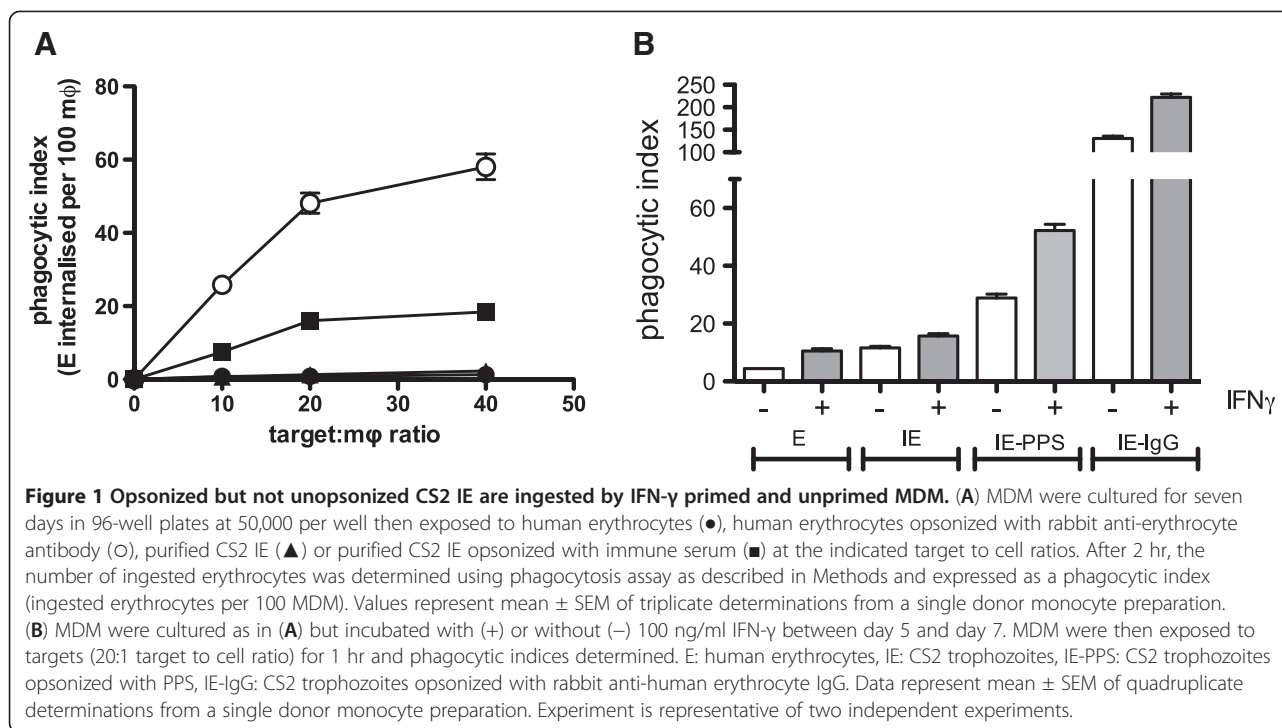 A
B
phagocytic index
(E internalised per 100 mφ)
80
60
40
20
0
0
10
20
30
40
50
target:mφ ratio
phagocytic index
250
200
150
100
60
40
20
0
-
+
-
+
-
+
-
+
IFNγ
E
IE
IE-PPS
IE-IgG
Figure 1 Opsonized but not unopsonized CS2 IE are ingested by IFN-γ primed and unprimed MDM. (A) MDM were cultured for seven
days in 96-well plates at 50,000 per well then exposed to human erythrocytes (●), human erythrocytes opsonized with rabbit anti-erythrocyte
antibody (○), purified CS2 IE (▲) or purified CS2 IE opsonized with immune serum (■) at the indicated target to cell ratios. After 2 hr, the
number of ingested erythrocytes was determined using phagocytosis assay as described in Methods and expressed as a phagocytic index
(ingested erythrocytes per 100 MDM). Values represent mean ± SEM of triplicate determinations from a single donor monocyte preparation.
(B) MDM were cultured as in (A) but incubated with (+) or without (−) 100 ng/ml IFN-γ between day 5 and day 7. MDM were then exposed to
targets (20:1 target to cell ratio) for 1 hr and phagocytic indices determined. E: human erythrocytes, IE: CS2 trophozoites, IE-PPS: CS2 trophozoites
opsonized with PPS, IE-IgG: CS2 trophozoites opsonized with rabbit anti-human erythrocyte IgG. Data represent mean ± SEM of quadruplicate
determinations from a single donor monocyte preparation. Experiment is representative of two independent experiments.